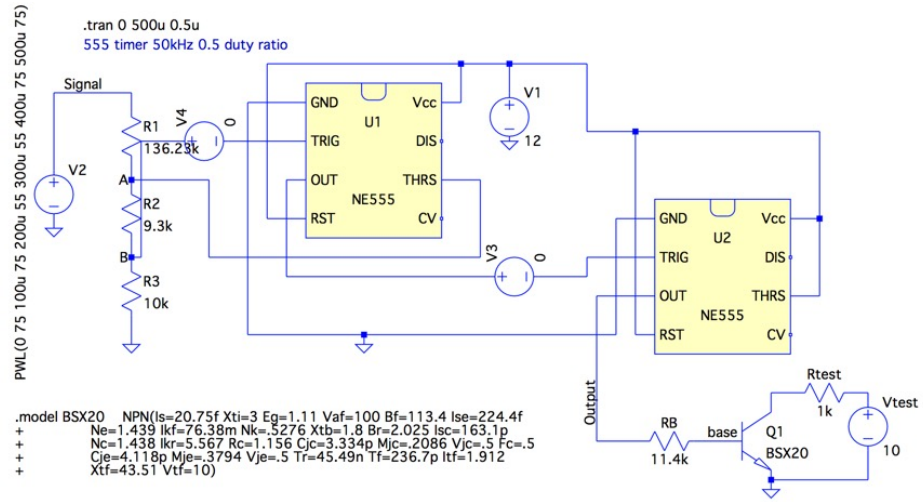 .tran 0 500u 0.5u
555 timer 50kHz 0.5 duty ratio
PWL(0 75 100u 75 200u 55 300u 55 400u 75 500u 75)
Signal
V2
R1
136.23k
A
R2
9.3k
B
R3
10k
V4
0
GND
Vcc
U1
TRIG
DIS
OUT
THRS
NE555
RST
CV
V1
12
V3
0
GND
Vcc
U2
TRIG
DIS
OUT
THRS
NE555
RST
CV
Output
RB
11.4k
base
Q1
BSX20
Rtest
1k
Vtest
10
.model BSX20 NPN(Is=20.75f Xti=3 Eg=1.11 Vaf=100 Bf=113.4 Ise=224.4f
+ Ne=1.439 Ikf=76.38m Nk=.5276 Xtb=1.8 Br=2.025 Isc=163.1p
+ Nc=1.438 Ikr=5.567 Rc=1.156 Cjc=3.334p Mjc=.2086 Vjc=.5 Fc=.5
+ Cje=4.118p Mje=.3794 Vje=.5 Tr=45.49n Tf=236.7p Itf=1.912
+ Xtf=43.51 Vtf=10)